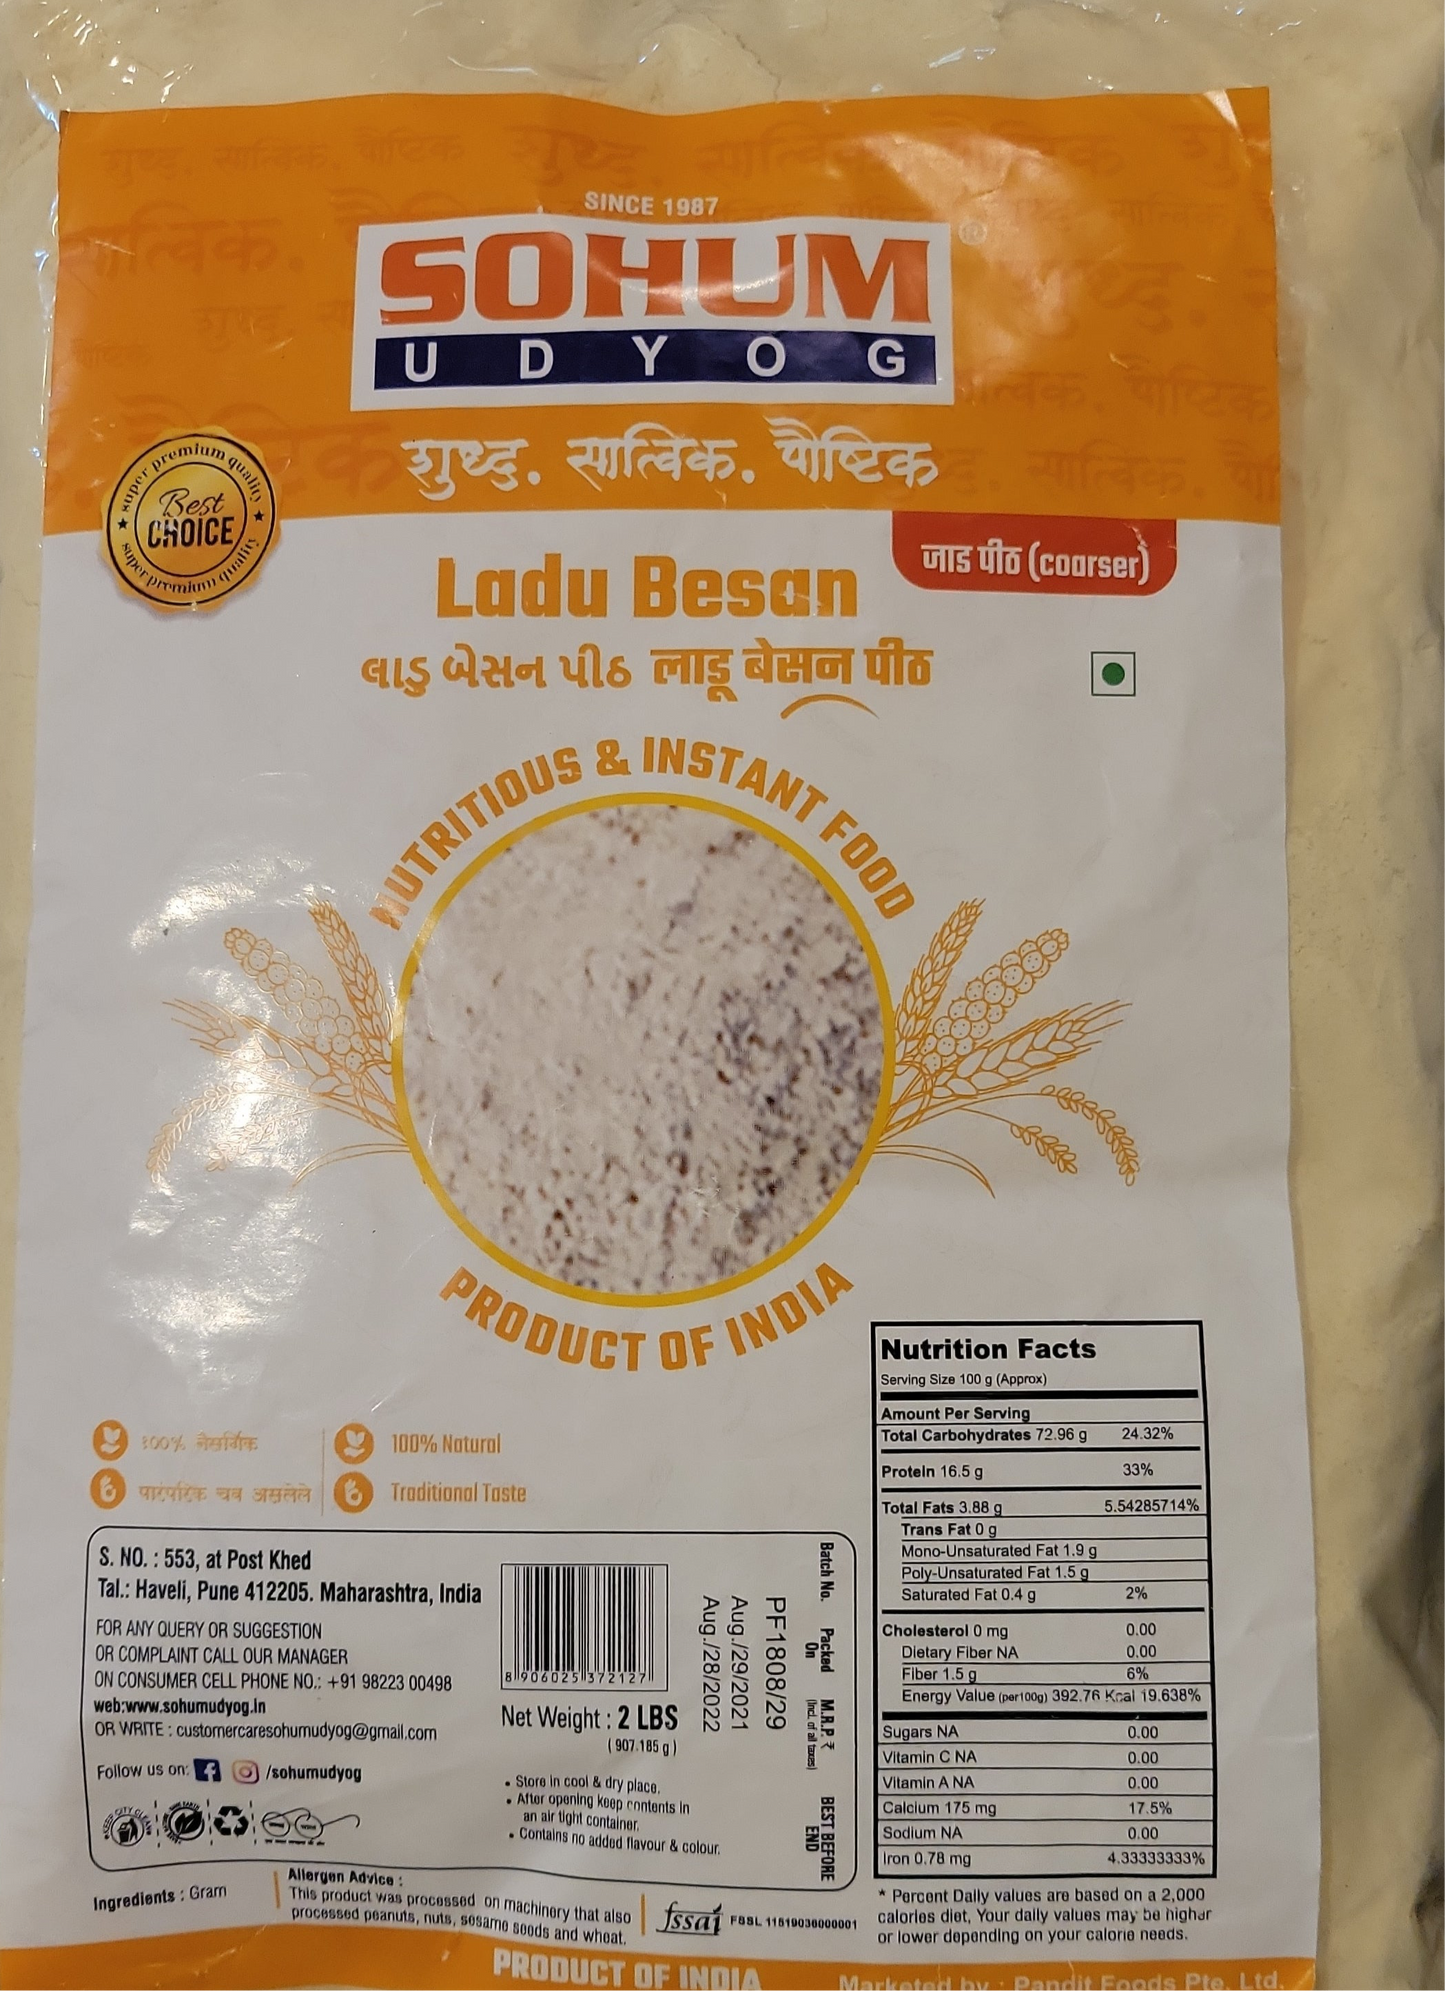 SINCE 1987
SOHUM
®
UDYOG
शुध्द. सात्विक. पौष्टिक
super premium quality
Best
CHOICE
super premium quality
जाड पीठ (coarser)
Ladu Besan
લાડુ બેસન પીઠ लाडू बेसन पीठ
NUTRITIOUS & INSTANT FOOD
PRODUCT OF INDIA
१००% नैसर्गिक
100% Natural
पारंपरिक चव असलेले
Traditional Taste
S. NO. : 553, at Post Khed
Tal.: Haveli, Pune 412205. Maharashtra, India
FOR ANY QUERY OR SUGGESTION
OR COMPLAINT CALL OUR MANAGER
ON CONSUMER CELL PHONE NO.: +91 98223 00498
web:www.sohumudyog.in
OR WRITE : customercaresohumudyog@gmail.com
Follow us on: /sohumudyog
8 906025 372127
Net Weight : 2 LBS
( 907.185 g )
• Store in cool & dry place.
• After opening keep contents in
an air tight container.
• Contains no added flavour & colour.
Batch No.
Packed On
M.R.P. ₹
(Incl. of all taxes)
BEST BEFORE END
PF1808/29
Aug./29/2021
Aug./28/2022
Ingredients : Gram
Allergen Advice :
This product was processed on machinery that also
processed peanuts, nuts, sesame seeds and wheat.
fssai FSSL 11519036000001
Nutrition Facts
Serving Size 100 g (Approx)
Amount Per Serving
Total Carbohydrates 72.96 g 24.32%
Protein 16.5 g 33%
Total Fats 3.88 g 5.54285714%
Trans Fat 0 g
Mono-Unsaturated Fat 1.9 g
Poly-Unsaturated Fat 1.5 g
Saturated Fat 0.4 g 2%
Cholesterol 0 mg 0.00
Dietary Fiber NA 0.00
Fiber 1.5 g 6%
Energy Value (per100g) 392.76 Kcal 19.638%
Sugars NA 0.00
Vitamin C NA 0.00
Vitamin A NA 0.00
Calcium 175 mg 17.5%
Sodium NA 0.00
Iron 0.78 mg 4.33333333%
* Percent Daily values are based on a 2,000
calories diet, Your daily values may be higher
or lower depending on your calorie needs.
PRODUCT OF INDIA
Marketed by : Pandit Foods Pte. Ltd.